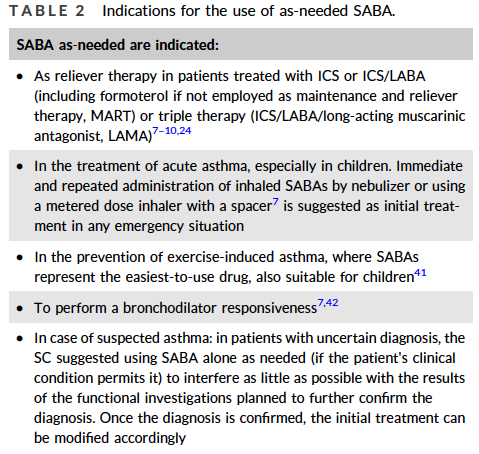 TABLE 2 Indications for the use of as-needed SABA.
SABA as-needed are indicated:
• As reliever therapy in patients treated with ICS or ICS/LABA
(including formoterol if not employed as maintenance and reliever
therapy, MART) or triple therapy (ICS/LABA/long-acting muscarinic
antagonist, LAMA)7–10,24
• In the treatment of acute asthma, especially in children. Immediate
and repeated administration of inhaled SABAs by nebulizer or using
a metered dose inhaler with a spacer7 is suggested as initial treat-
ment in any emergency situation
• In the prevention of exercise-induced asthma, where SABAs
represent the easiest-to-use drug, also suitable for children41
• To perform a bronchodilator responsiveness7,42
• In case of suspected asthma: in patients with uncertain diagnosis, the
SC suggested using SABA alone as needed (if the patient's clinical
condition permits it) to interfere as little as possible with the results
of the functional investigations planned to further confirm the
diagnosis. Once the diagnosis is confirmed, the initial treatment can
be modified accordingly